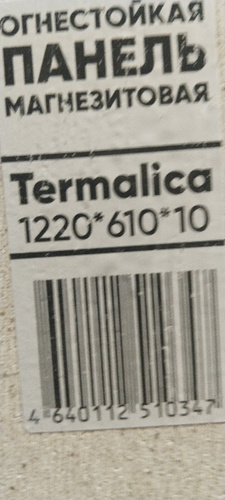 ОГНЕСТОЙКАЯ
ПАНЕЛЬ
МАГНЕЗИТОВАЯ
Termalica
1220*610*10
4 640112 510347